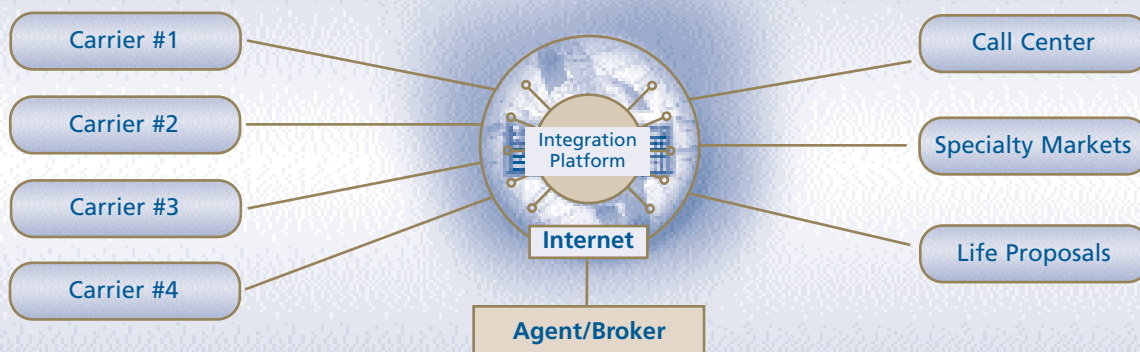 Carrier #1
Carrier #2
Carrier #3
Carrier #4
Integration
Platform
Internet
Agent/Broker
Call Center
Specialty Markets
Life Proposals